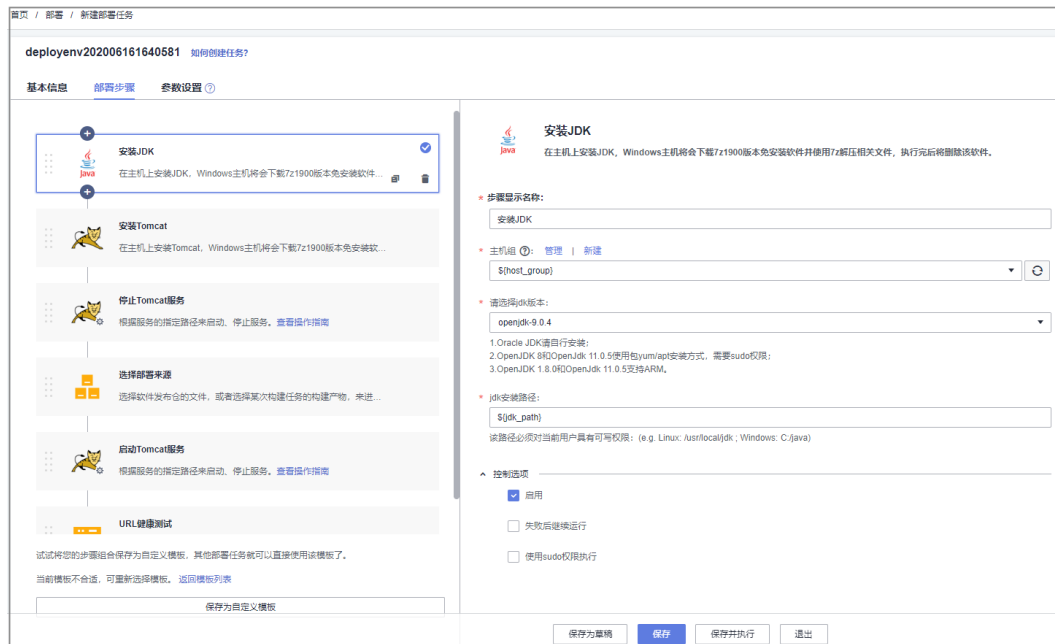 首页 / 部署 / 新建部署任务
deployenv202006161640581 如何创建任务?
基本信息 部署步骤 参数设置 ?
安装JDK
在主机上安装JDK，Windows主机将会下载7z1900版本免安装软件...
安装Tomcat
在主机上安装Tomcat，Windows主机将会下载7z1900版本免安装软...
停止Tomcat服务
根据服务的指定路径来启动、停止服务。查看操作指南
选择部署来源
选择软件发布仓的文件，或者选择某次构建任务的构建产物，来进...
启动Tomcat服务
根据服务的指定路径来启动、停止服务。查看操作指南
URL健康测试
试试将您的步骤组合保存为自定义模板，其他部署任务就可以直接使用该模板了。
当前模板不合适，可重新选择模板。 返回模板列表
保存为自定义模板
Java
安装JDK
在主机上安装JDK，Windows主机将会下载7z1900版本免安装软件并使用7z解压相关文件，执行完后将删除该软件。
* 步骤显示名称：
安装JDK
* 主机组 ?： 管理 | 新建
${host_group}
* 请选择jdk版本：
openjdk-9.0.4
1.Oracle JDK请自行安装；
2.OpenJDK 8和OpenJdk 11.0.5使用包yum/apt安装方式，需要sudo权限；
3.OpenJDK 1.8.0和OpenJdk 11.0.5支持ARM。
* jdk安装路径：
${jdk_path}
该路径必须对当前用户具有可写权限：(e.g. Linux: /usr/local/jdk ; Windows: C:/java)
控制选项
启用
失败后继续运行
使用sudo权限执行
保存为草稿 保存 保存并执行 退出